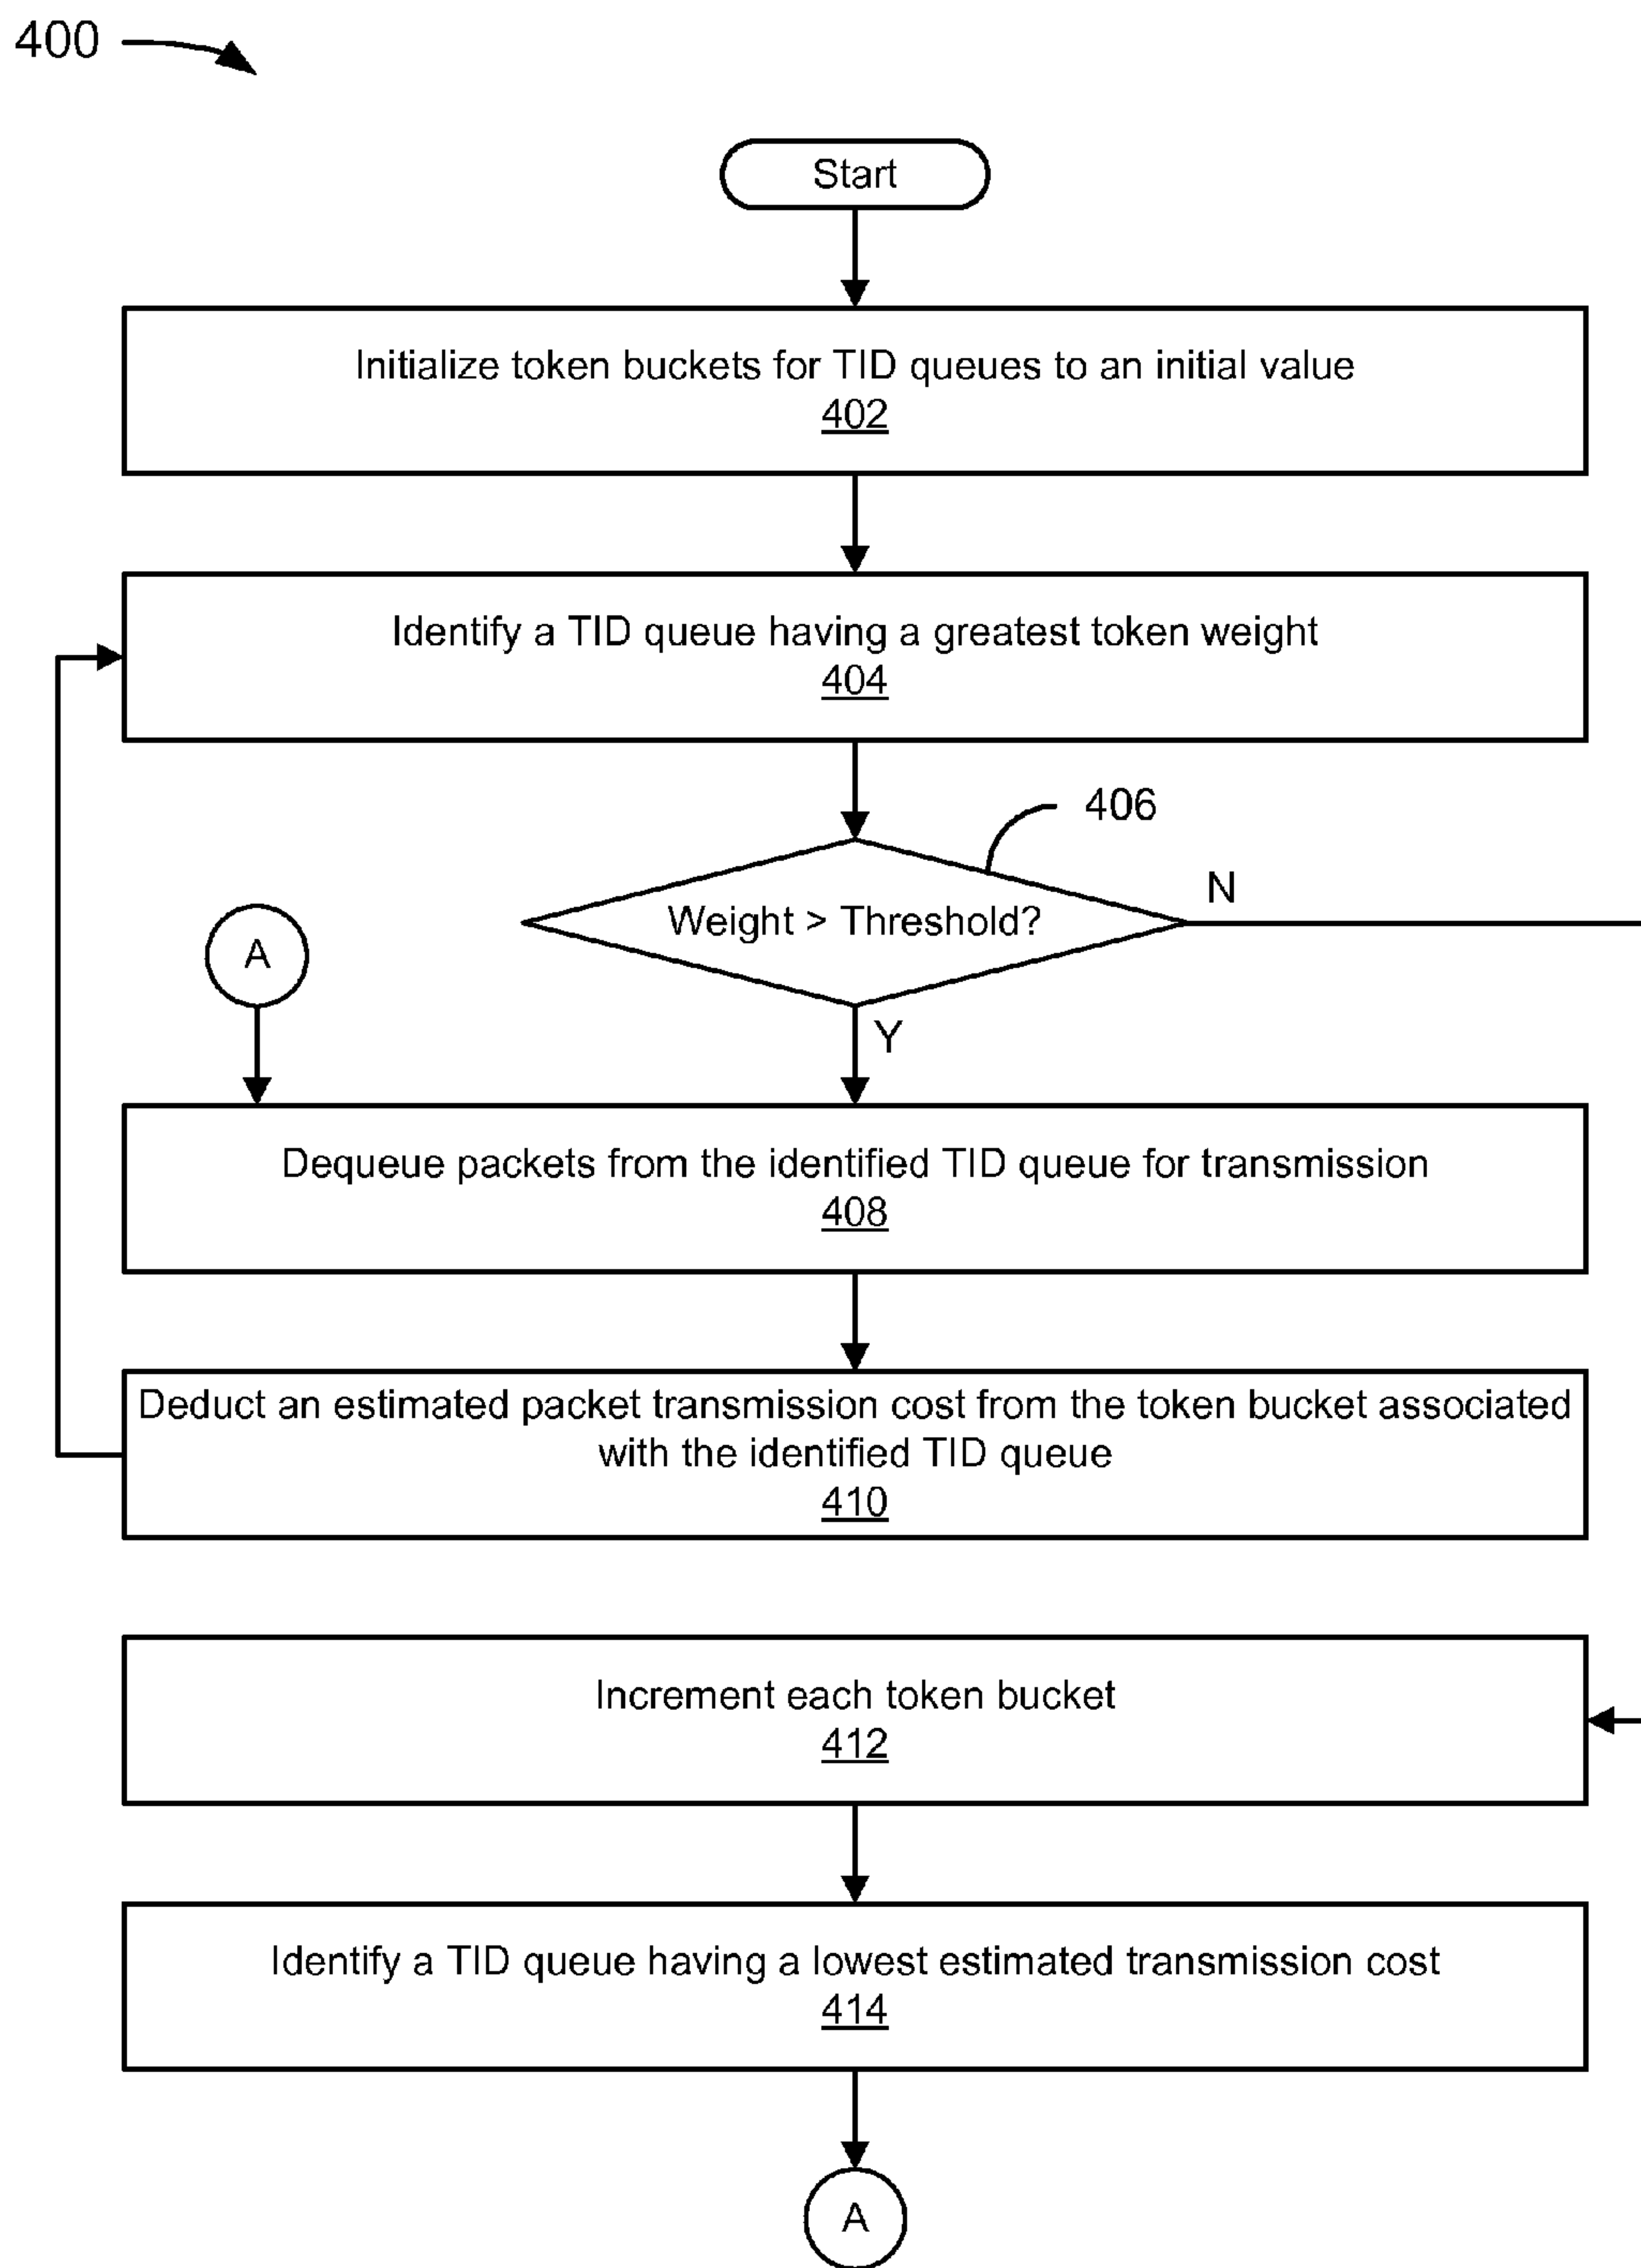 400
Start
Initialize token buckets for TID queues to an initial value
402
Identify a TID queue having a greatest token weight
404
406
Weight > Threshold?
N
A
Y
Dequeue packets from the identified TID queue for transmission
408
Deduct an estimated packet transmission cost from the token bucket associated
with the identified TID queue
410
Increment each token bucket
412
Identify a TID queue having a lowest estimated transmission cost
414
A